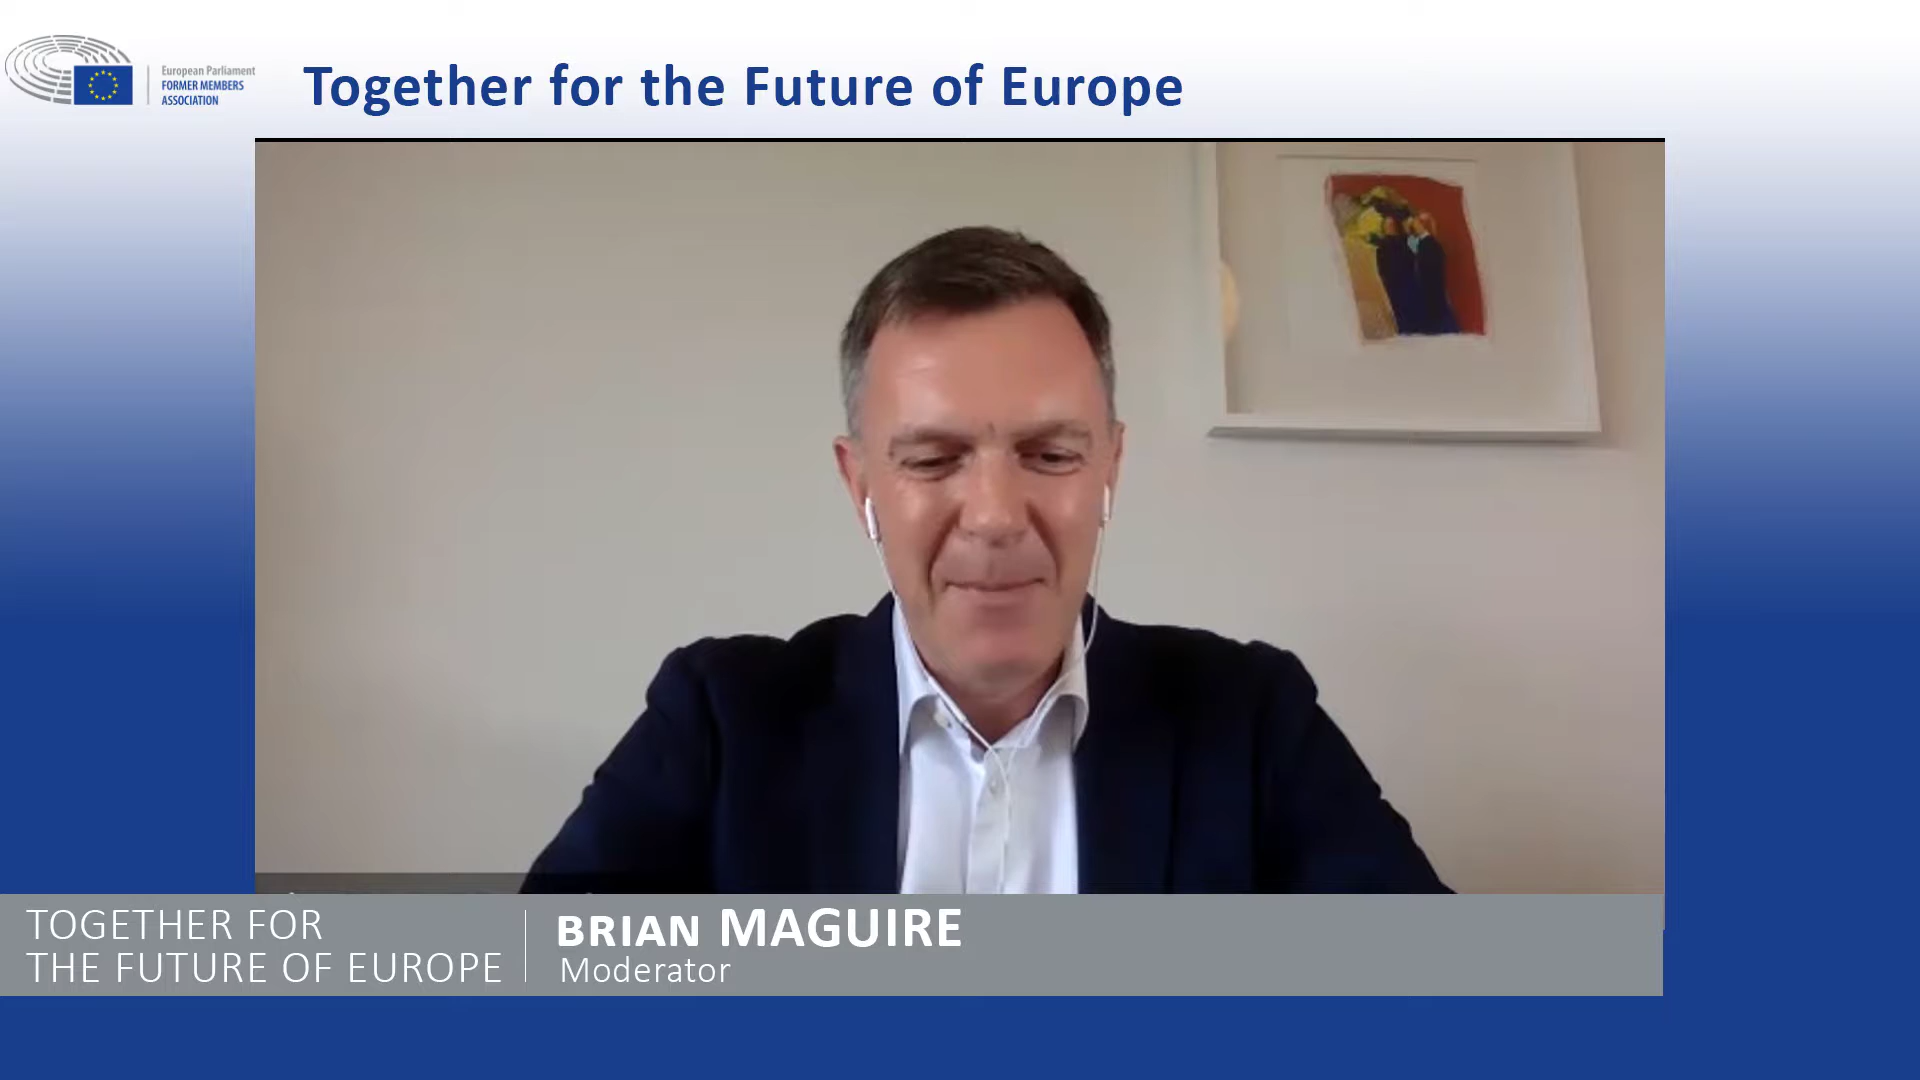 European Parliament
FORMER MEMBERS
ASSOCIATION
Together for the Future of Europe
TOGETHER FOR
THE FUTURE OF EUROPE
BRIAN MAGUIRE
Moderator